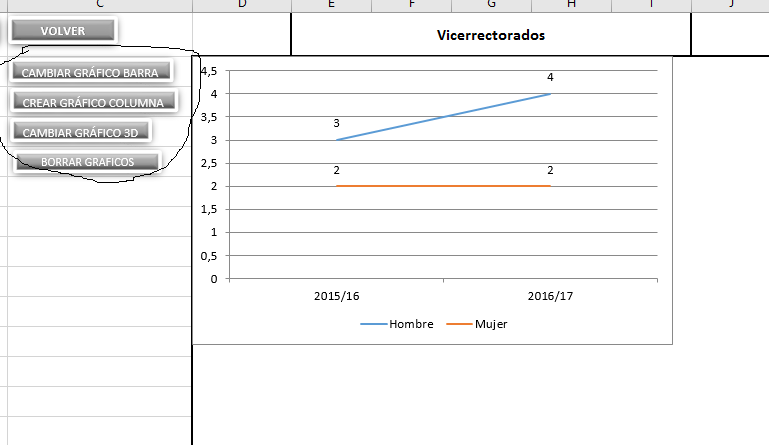 C D E F G H I J
VOLVER
Vicerrectorados
CAMBIAR GRÁFICO BARRA
CREAR GRÁFICO COLUMNA
CAMBIAR GRÁFICO 3D
BORRAR GRAFICOS
4,5
4
3,5
3
2,5
2
1,5
1
0,5
0
3
4
2
2
2015/16 2016/17
Hombre Mujer